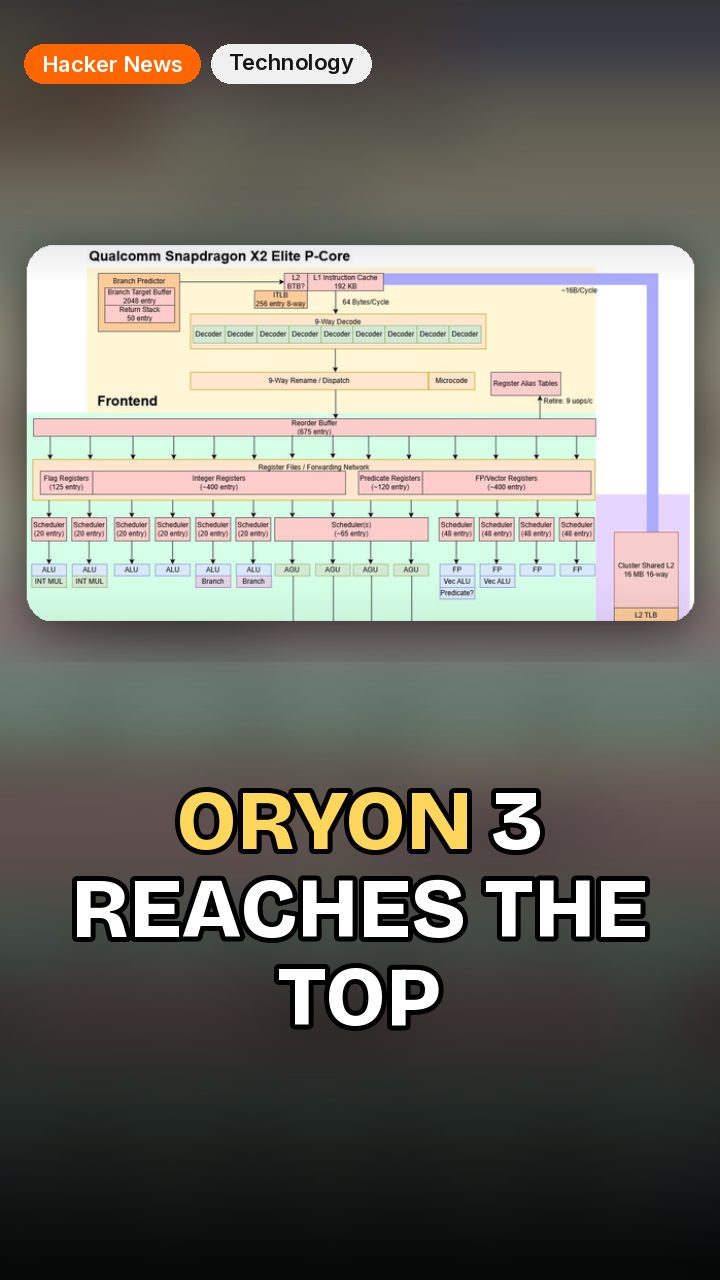 Hacker News
Technology
Qualcomm Snapdragon X2 Elite P-Core
Branch Predictor
Branch Target Buffer
2048 entry
Return Stack
50 entry
L2
BTB?
L1 Instruction Cache
192 KB
ITLB
256 entry 8-way
64 Bytes/Cycle
~16B/Cycle
9-Way Decode
Decoder Decoder Decoder Decoder Decoder Decoder Decoder Decoder Decoder
9-Way Rename / Dispatch
Microcode
Register Alias Tables
Frontend
Retire: 9 uops/c
Reorder Buffer
(675 entry)
Register Files / Forwarding Network
Flag Registers
(125 entry)
Integer Registers
(~400 entry)
Predicate Registers
(~120 entry)
FP/Vector Registers
(~400 entry)
Scheduler
(20 entry)
Scheduler
(20 entry)
Scheduler
(20 entry)
Scheduler
(20 entry)
Scheduler
(20 entry)
Scheduler
(20 entry)
Scheduler(s)
(~65 entry)
Scheduler
(48 entry)
Scheduler
(48 entry)
Scheduler
(48 entry)
Scheduler
(48 entry)
ALU ALU ALU ALU ALU ALU AGU AGU AGU AGU FP FP FP FP
INT MUL INT MUL Branch Branch Vec ALU Vec ALU
Predicate?
Cluster Shared L2
16 MB 16-way
L2 TLB
ORYON 3
REACHES THE
TOP